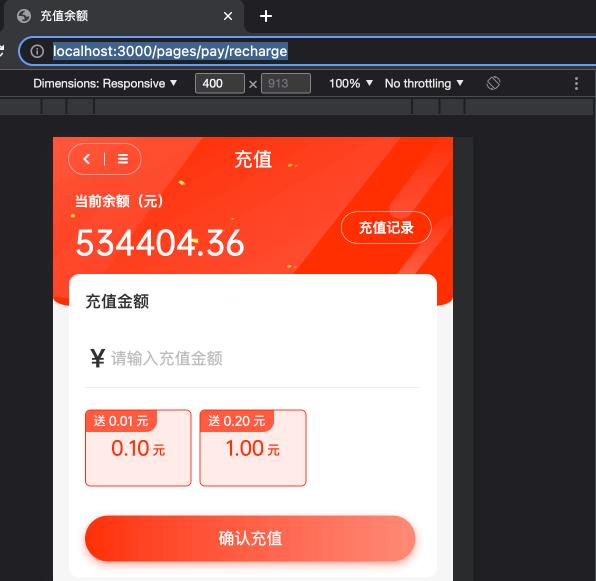 充值余额
localhost:3000/pages/pay/recharge
Dimensions: Responsive 400 × 913 100% No throttling
充值
当前余额（元）
534404.36
充值记录
充值金额
¥ 请输入充值金额
送 0.01 元 送 0.20 元
0.10 元 1.00 元
确认充值